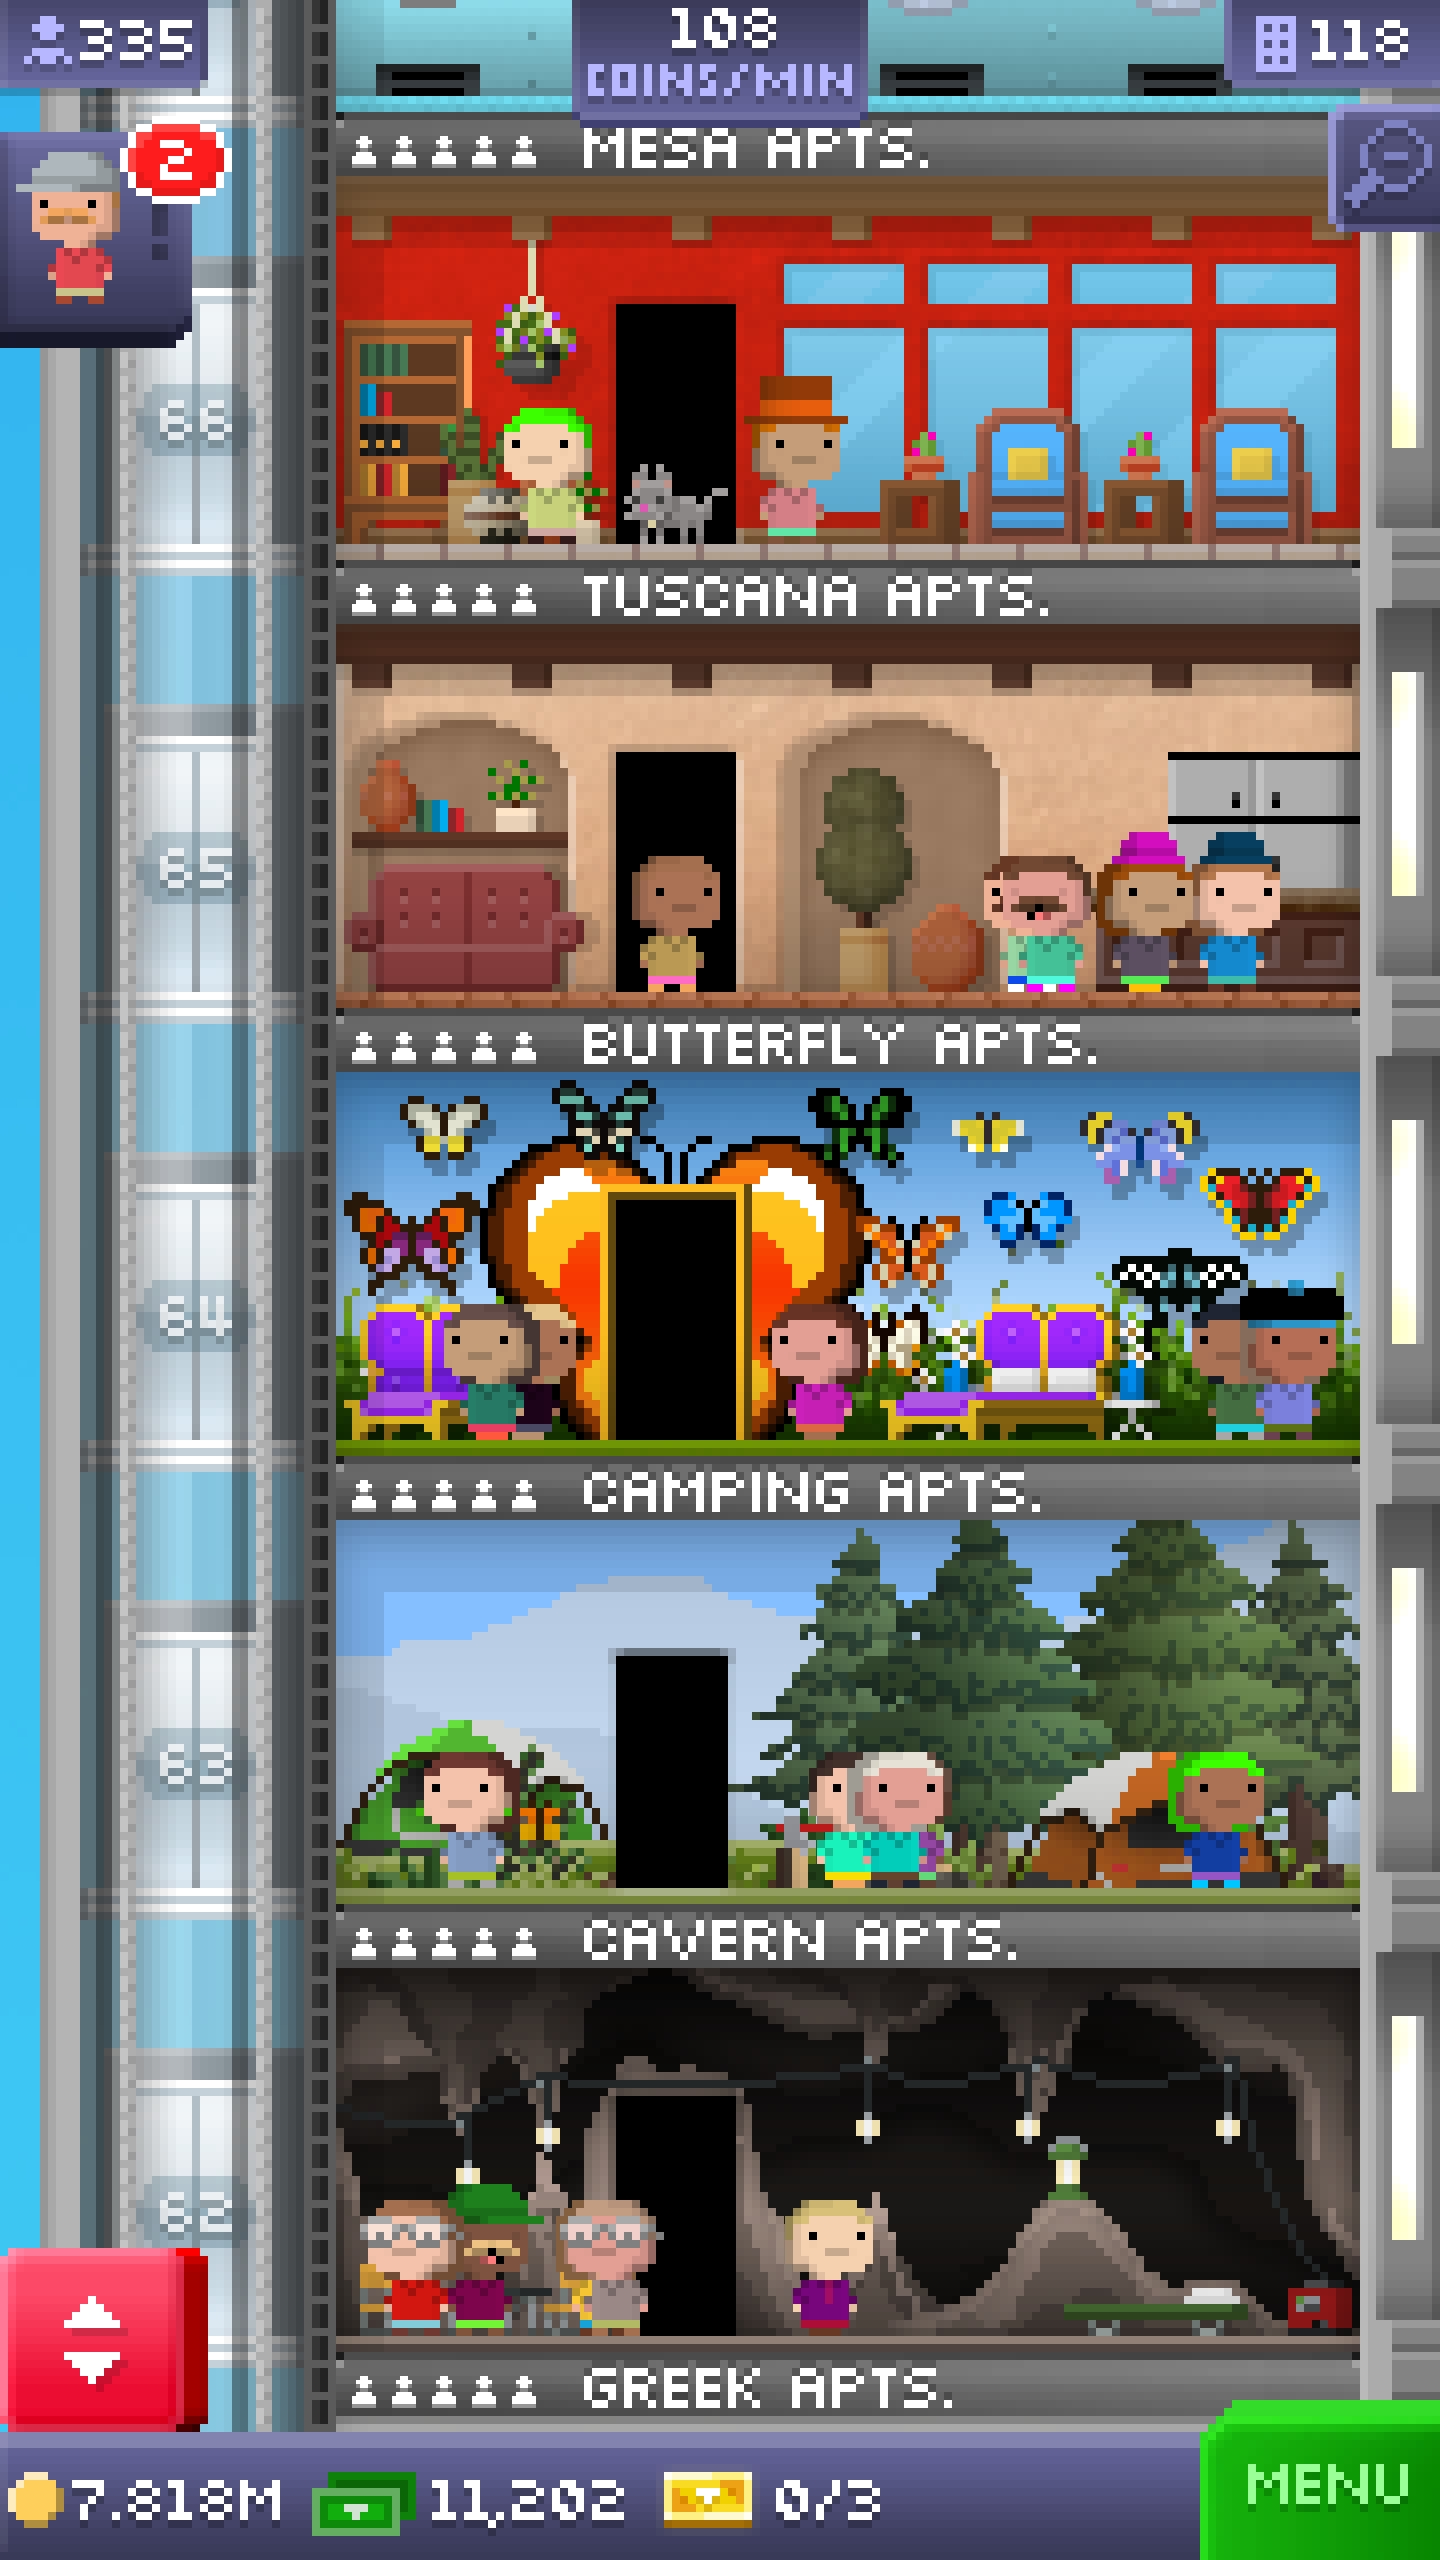 335
108
COINS/MIN
118
2
MESA APTS.
66
TUSCANA APTS.
65
BUTTERFLY APTS.
64
CAMPING APTS.
63
CAVERN APTS.
62
GREEK APTS.
7.818M
11,202
0/3
MENU